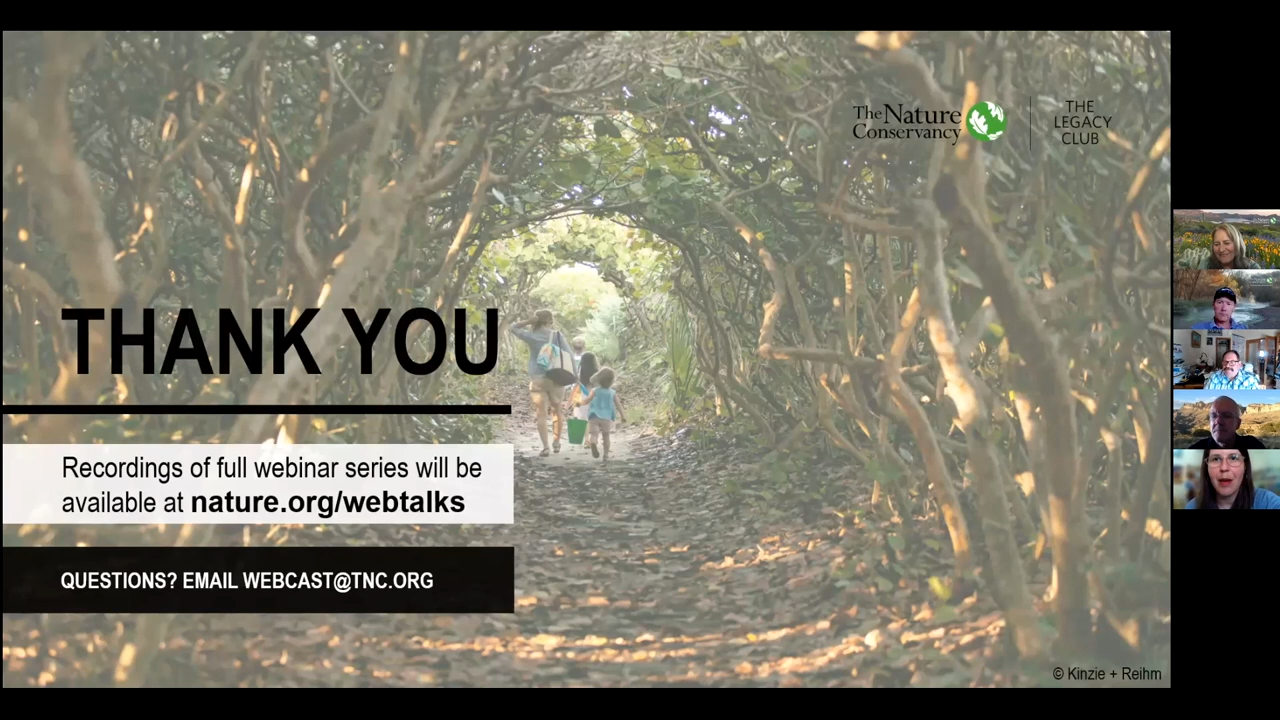 The Nature
Conservancy
THE
LEGACY
CLUB
THANK YOU
Recordings of full webinar series will be
available at nature.org/webtalks
QUESTIONS? EMAIL WEBCAST@TNC.ORG
© Kinzie + Reihm